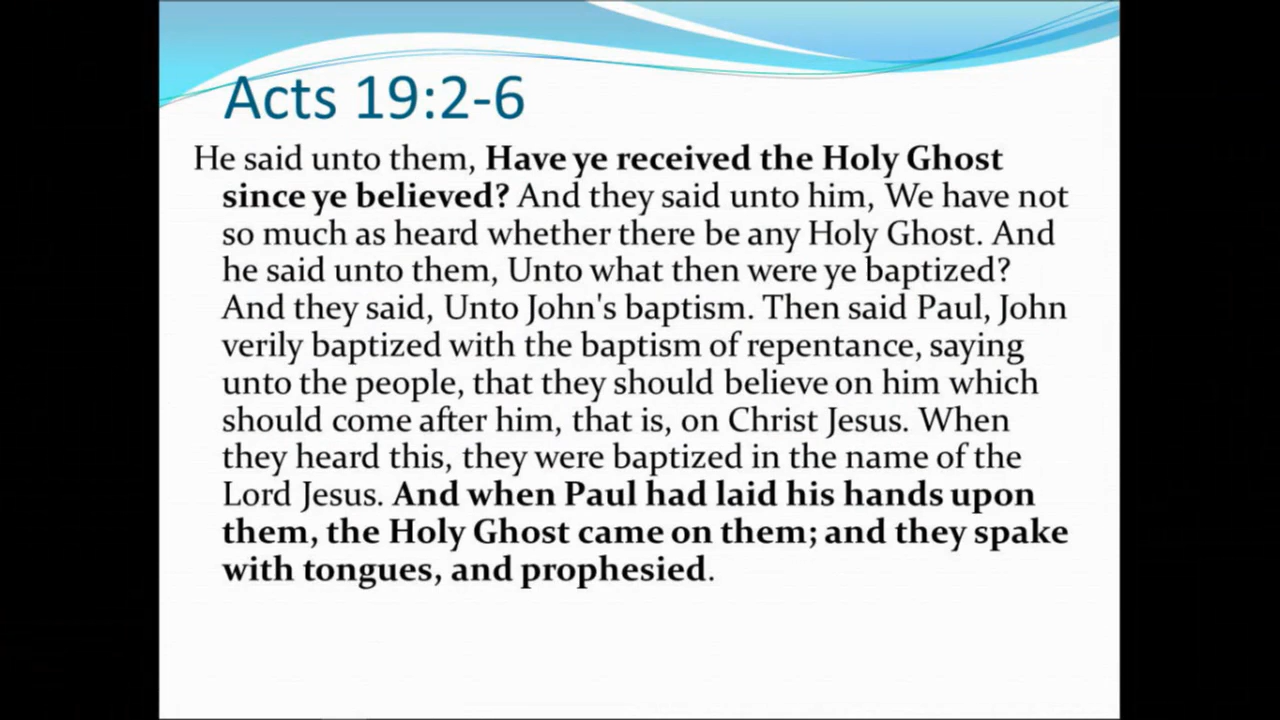 Acts 19:2-6
He said unto them, Have ye received the Holy Ghost
since ye believed? And they said unto him, We have not
so much as heard whether there be any Holy Ghost. And
he said unto them, Unto what then were ye baptized?
And they said, Unto John's baptism. Then said Paul, John
verily baptized with the baptism of repentance, saying
unto the people, that they should believe on him which
should come after him, that is, on Christ Jesus. When
they heard this, they were baptized in the name of the
Lord Jesus. And when Paul had laid his hands upon
them, the Holy Ghost came on them; and they spake
with tongues, and prophesied.